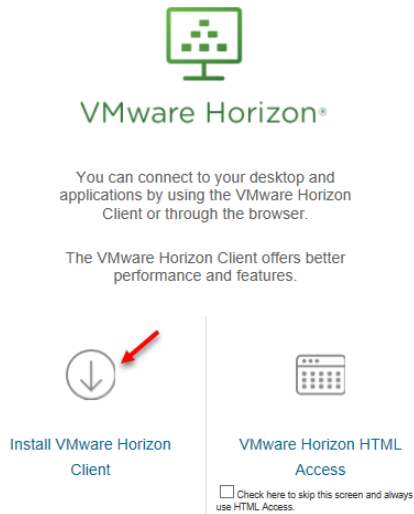 VMware Horizon®
You can connect to your desktop and
applications by using the VMware Horizon
Client or through the browser.
The VMware Horizon Client offers better
performance and features.
Install VMware Horizon
Client
VMware Horizon HTML
Access
Check here to skip this screen and always
use HTML Access.